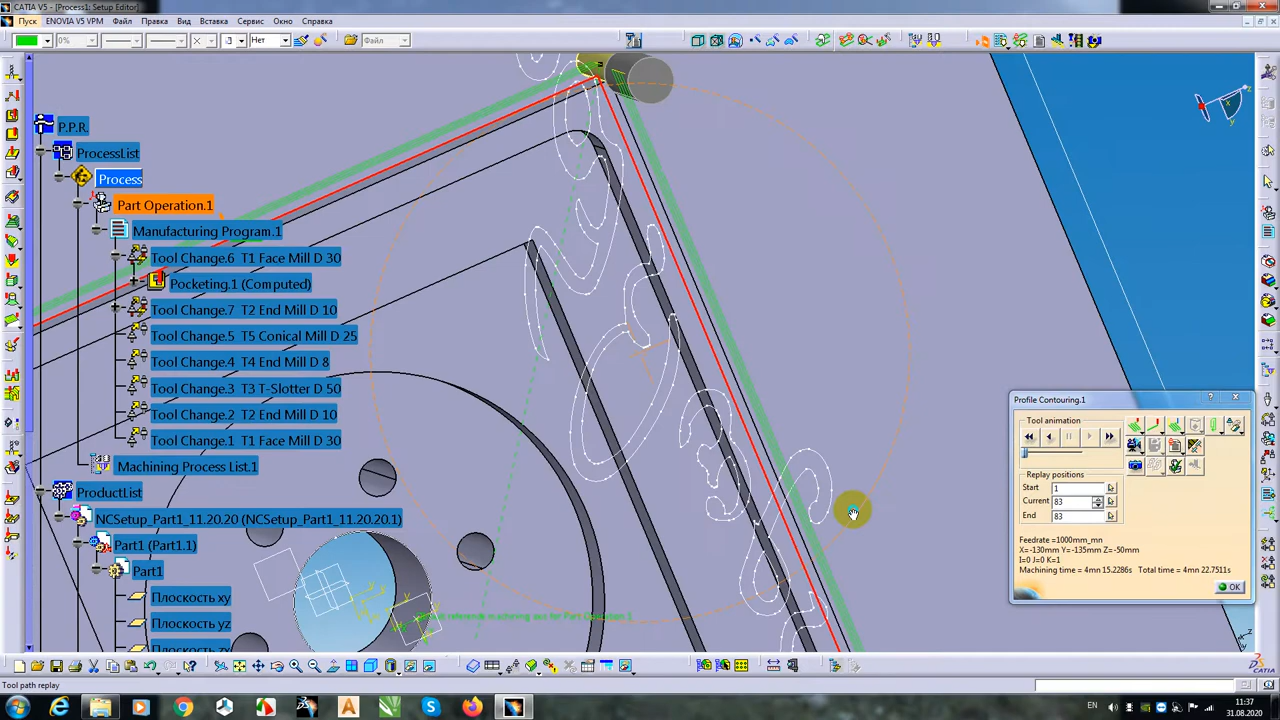 CATIA V5 - [Process1: Setup Editor]
Пуск ENOVIA V5 VPM Файл Правка Вид Вставка Сервис Окно Справка
0% 3 Нет Файл
P.P.R.
ProcessList
Process
Part Operation.1
Manufacturing Program.1
Tool Change.6 T1 Face Mill D 30
Pocketing.1 (Computed)
Tool Change.7 T2 End Mill D 10
Tool Change.5 T5 Conical Mill D 25
Tool Change.4 T4 End Mill D 8
Tool Change.3 T3 T-Slotter D 50
Tool Change.2 T2 End Mill D 10
Tool Change.1 T1 Face Mill D 30
Machining Process List.1
ProductList
NCSetup_Part1_11.20.20 (NCSetup_Part1_11.20.20.1)
Part1 (Part1.1)
Part1
Плоскость xy
Плоскость yz
Profile Contouring.1
Tool animation
Replay positions
Start 1
Current 83
End 83
Feedrate =1000mm_mn
X=-130mm Y=-135mm Z=-50mm
I=0 J=0 K=1
Machining time = 4mn 15.2286s Total time = 4mn 22.7511s
OK
Tool path replay
EN 11:37
31.08.2020